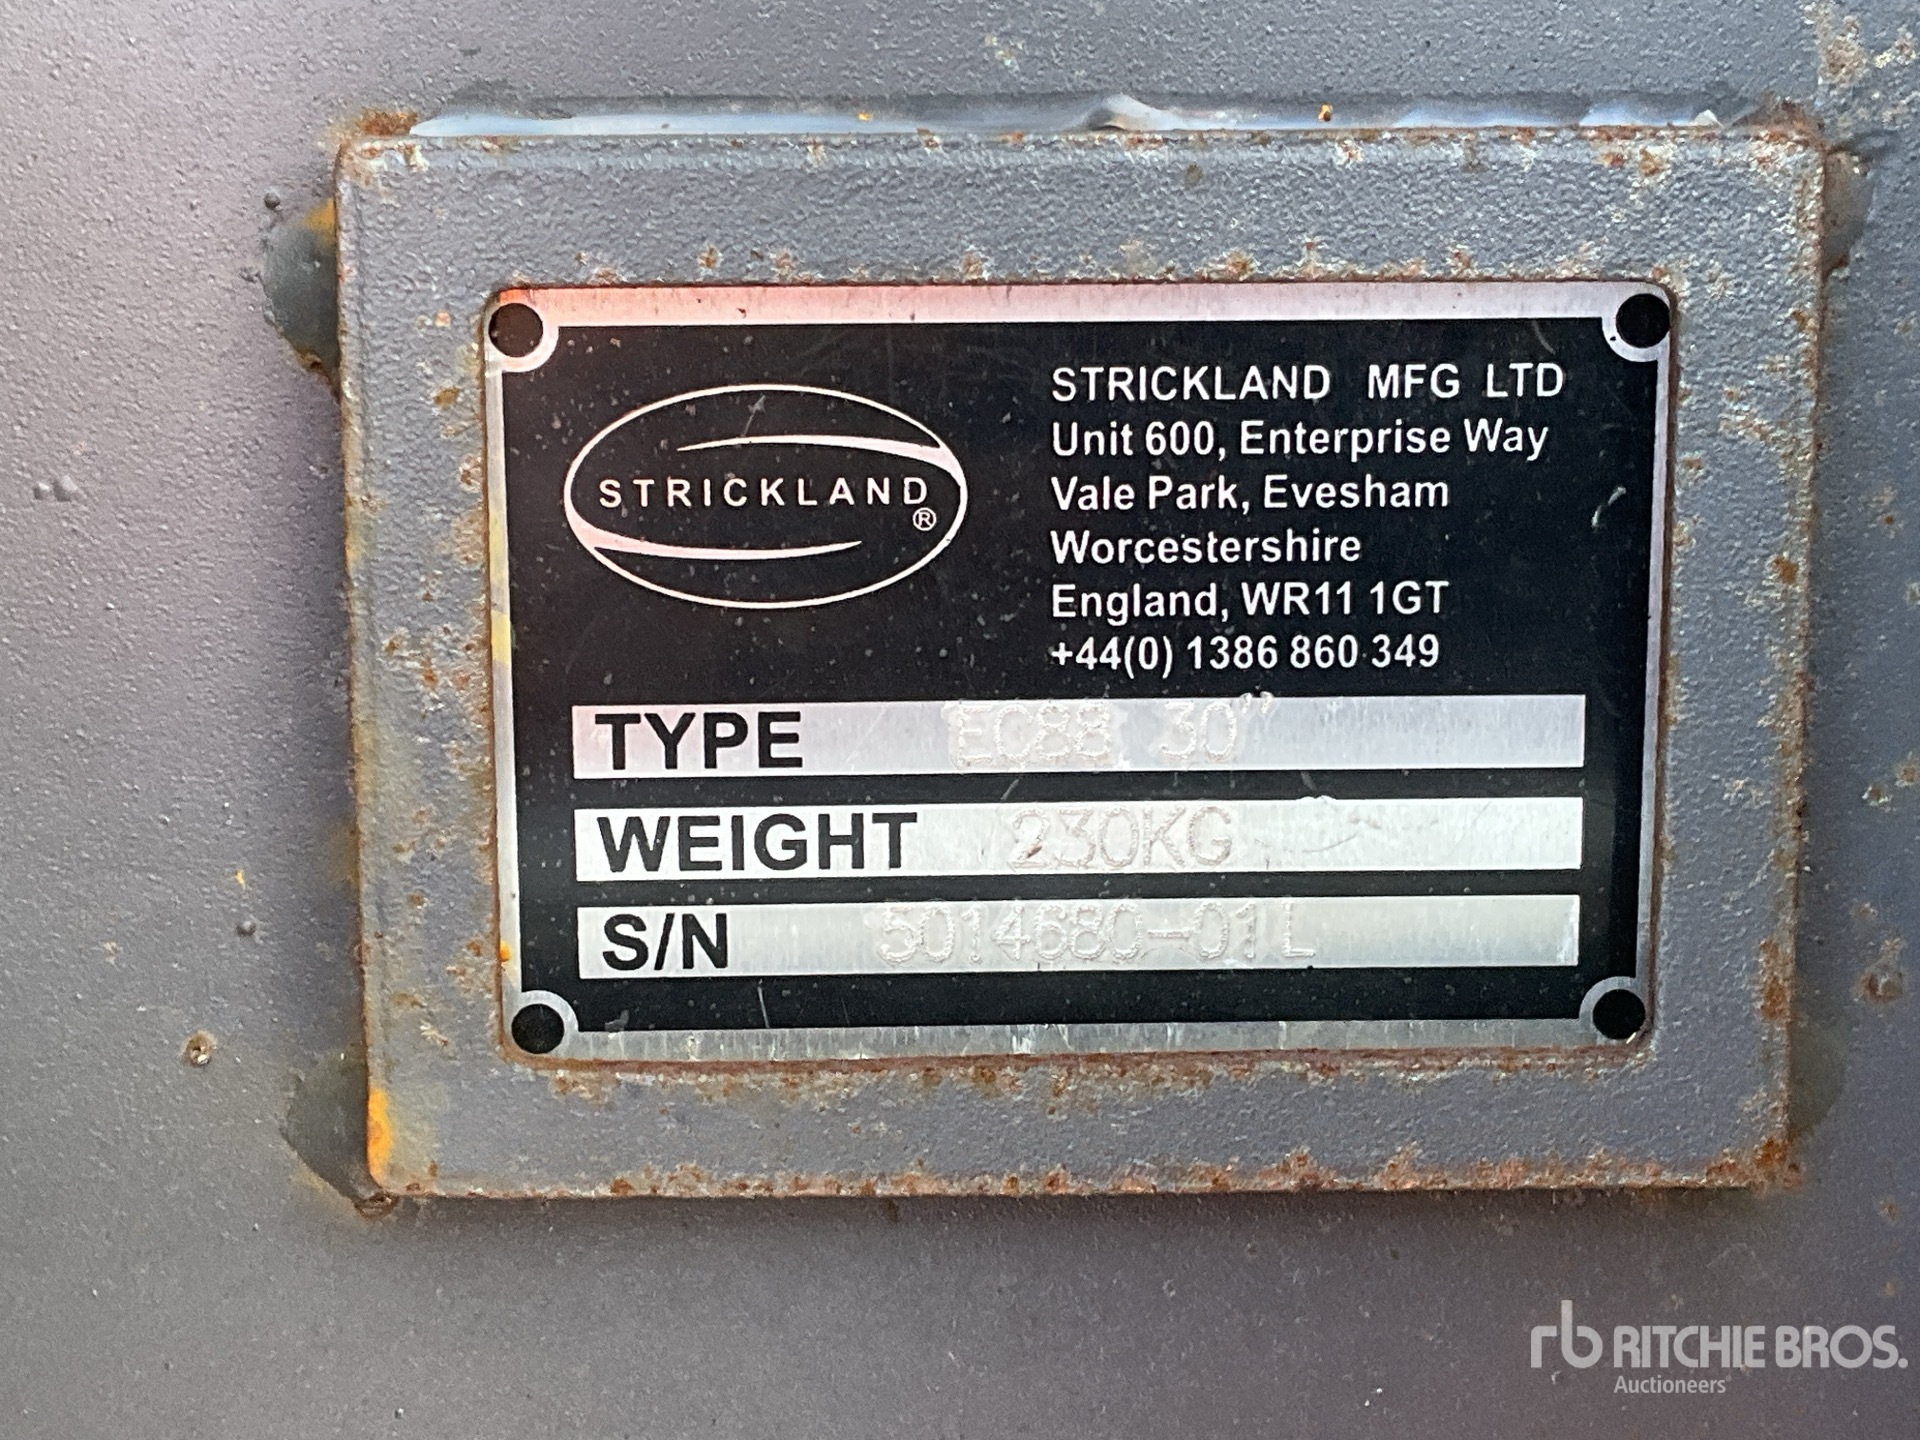 STRICKLAND ®
STRICKLAND MFG LTD
Unit 600, Enterprise Way
Vale Park, Evesham
Worcestershire
England, WR11 1GT
+44(0) 1386 860 349
TYPE EC88 30"
WEIGHT 230KG
S/N 5014680-01L
rb RITCHIE BROS.
Auctioneers